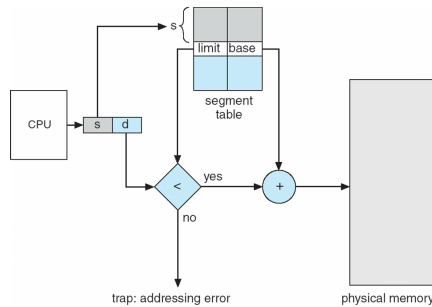 s
limit base
segment
table
CPU
s d
<
yes
+
no
trap: addressing error
physical memory